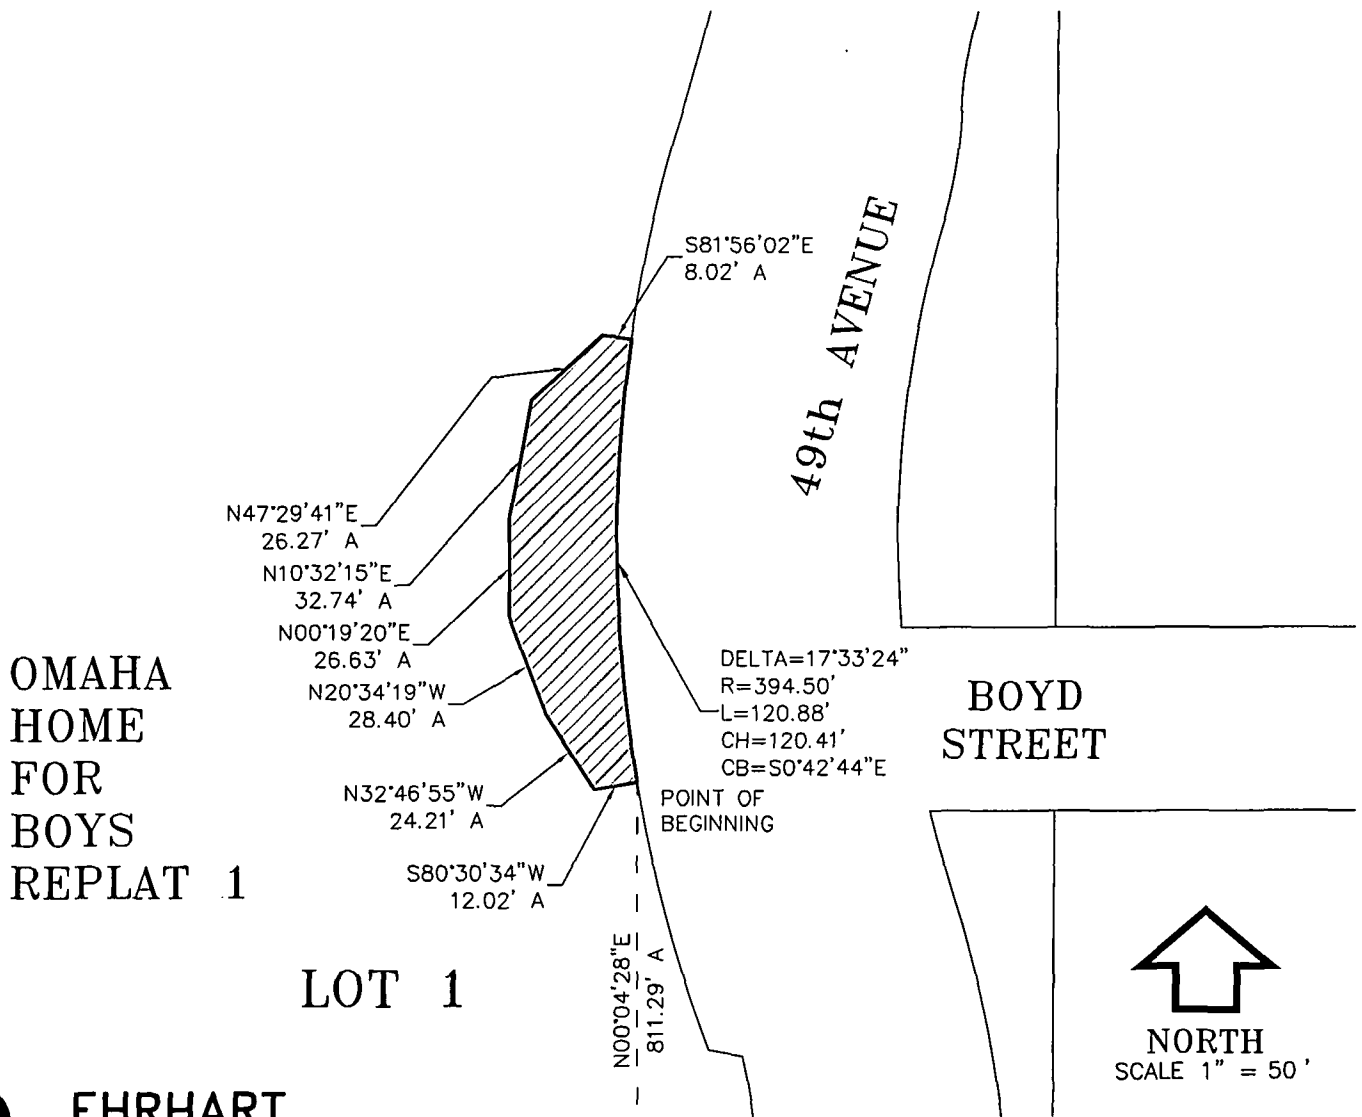 S81°56'02"E
8.02' A
49th AVENUE
N47°29'41"E
26.27' A
N10°32'15"E
32.74' A
N00°19'20"E
26.63' A
N20°34'19"W
28.40' A
N32°46'55"W
24.21' A
S80°30'34"W
12.02' A
OMAHA
HOME
FOR
BOYS
REPLAT 1
DELTA=17°33'24"
R=394.50'
L=120.88'
CH=120.41'
CB=S0°42'44"E
POINT OF
BEGINNING
BOYD
STREET
N00°04'28"E
811.29' A
LOT 1
NORTH
SCALE 1" = 50'
EHRHART